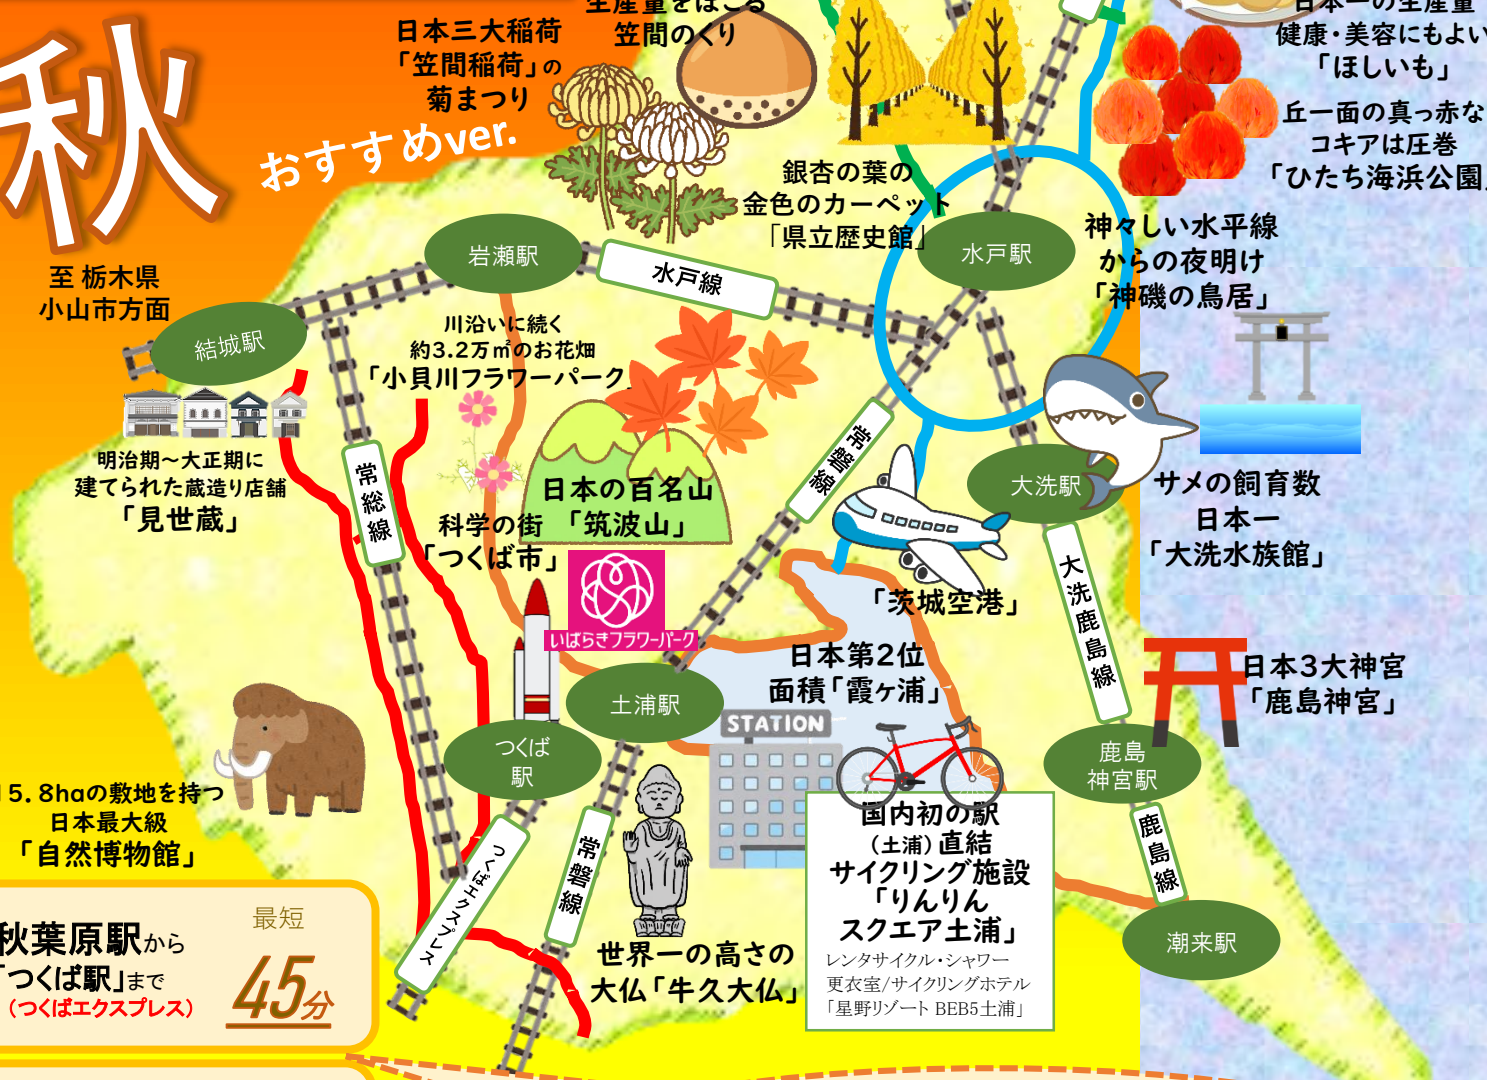 秋
おすすめver.
日本三大稲荷
「笠間稲荷」の
菊まつり
生産量をほこる
笠間のくり
日本一の生産量
健康・美容にもよい
「ほしいも」
丘一面の真っ赤な
コキアは圧巻
「ひたち海浜公園」
銀杏の葉の
金色のカーペット
「県立歴史館」
水戸駅
神々しい水平線
からの夜明け
「神磯の鳥居」
岩瀬駅
水戸線
至 栃木県
小山市方面
結城駅
川沿いに続く
約3.2万㎡のお花畑
「小貝川フラワーパーク」
明治期～大正期に
建てられた蔵造り店舗
「見世蔵」
常総線
常磐線
日本の百名山
「筑波山」
科学の街
「つくば市」
大洗駅
サメの飼育数
日本一
「大洗水族館」
「茨城空港」
大洗鹿島線
いばらきフラワーパーク
日本第2位
面積「霞ヶ浦」
日本3大神宮
「鹿島神宮」
土浦駅
STATION
つくば
駅
鹿島
神宮駅
5.8haの敷地を持つ
日本最大級
「自然博物館」
国内初の駅
（土浦）直結
サイクリング施設
「りんりん
スクエア土浦」
レンタサイクル・シャワー
更衣室/サイクリングホテル
「星野リゾート BEB5土浦」
鹿島線
つくばエクスプレス
常磐線
潮来駅
世界一の高さの
大仏「牛久大仏」
秋葉原駅から
「つくば駅」まで
（つくばエクスプレス）
最短
45分